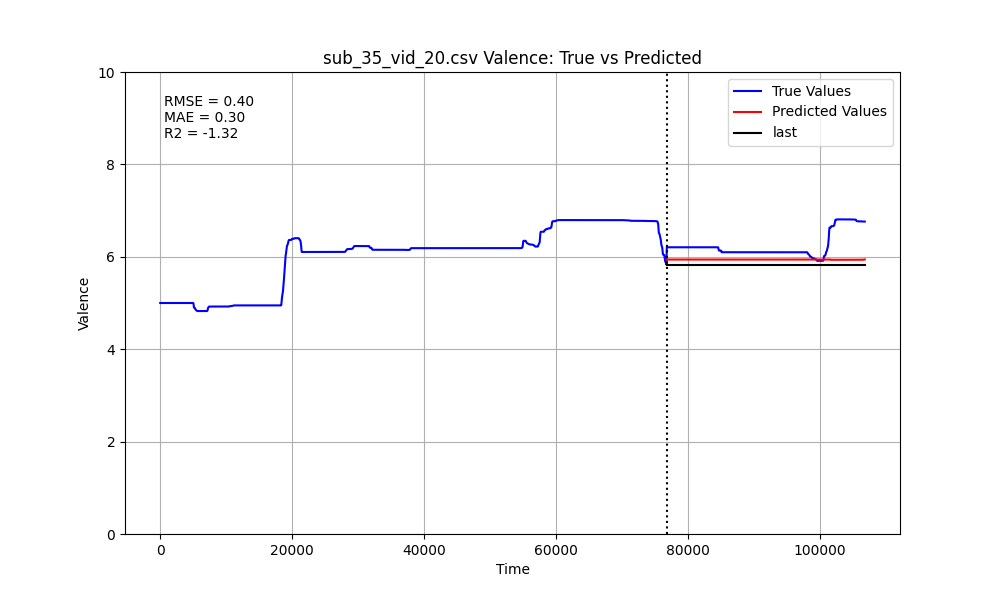 sub_35_vid_20.csv Valence: True vs Predicted
RMSE = 0.40
MAE = 0.30
R2 = -1.32
True Values
Predicted Values
last
10
8
6
4
2
0
Valence
0
20000
40000
60000
80000
100000
Time